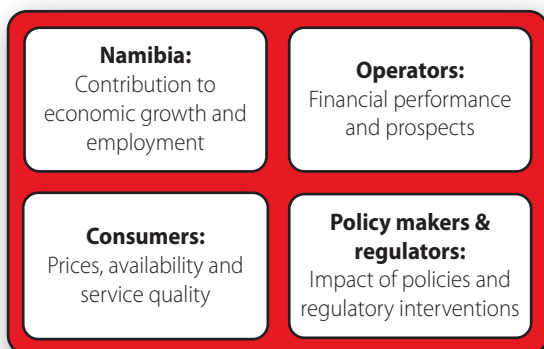 Namibia:
Contribution to
economic growth and
employment
Operators:
Financial performance
and prospects
Consumers:
Prices, availability and
service quality
Policy makers &
regulators:
Impact of policies and
regulatory interventions